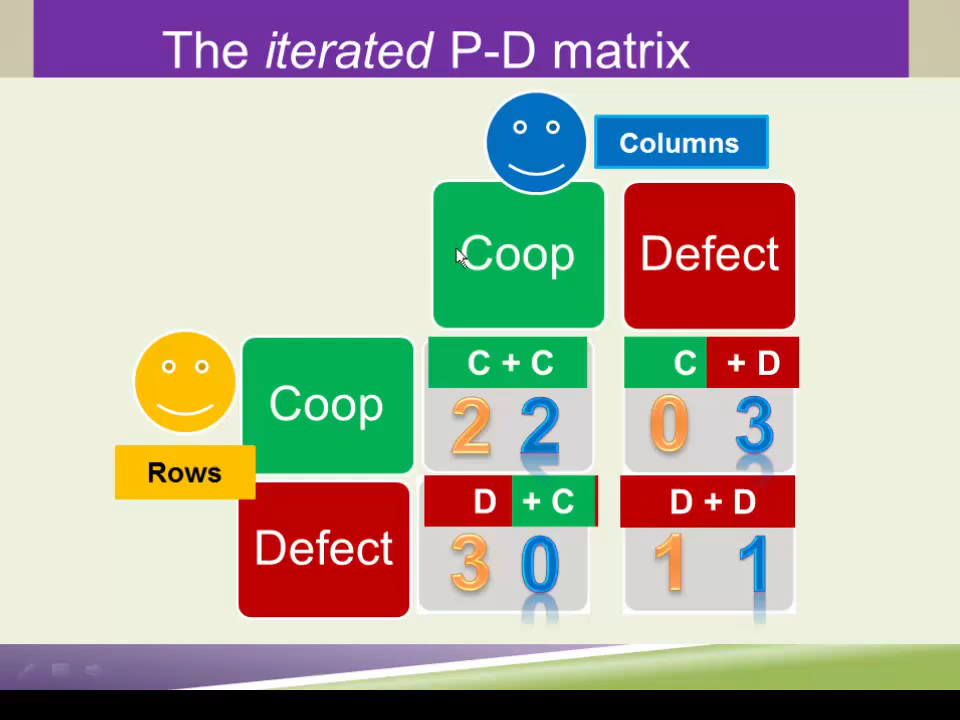 The iterated P-D matrix
Columns
Coop Defect
C + C C + D
Coop
2 2 0 3
Rows
D + C D + D
Defect
3 0 1 1